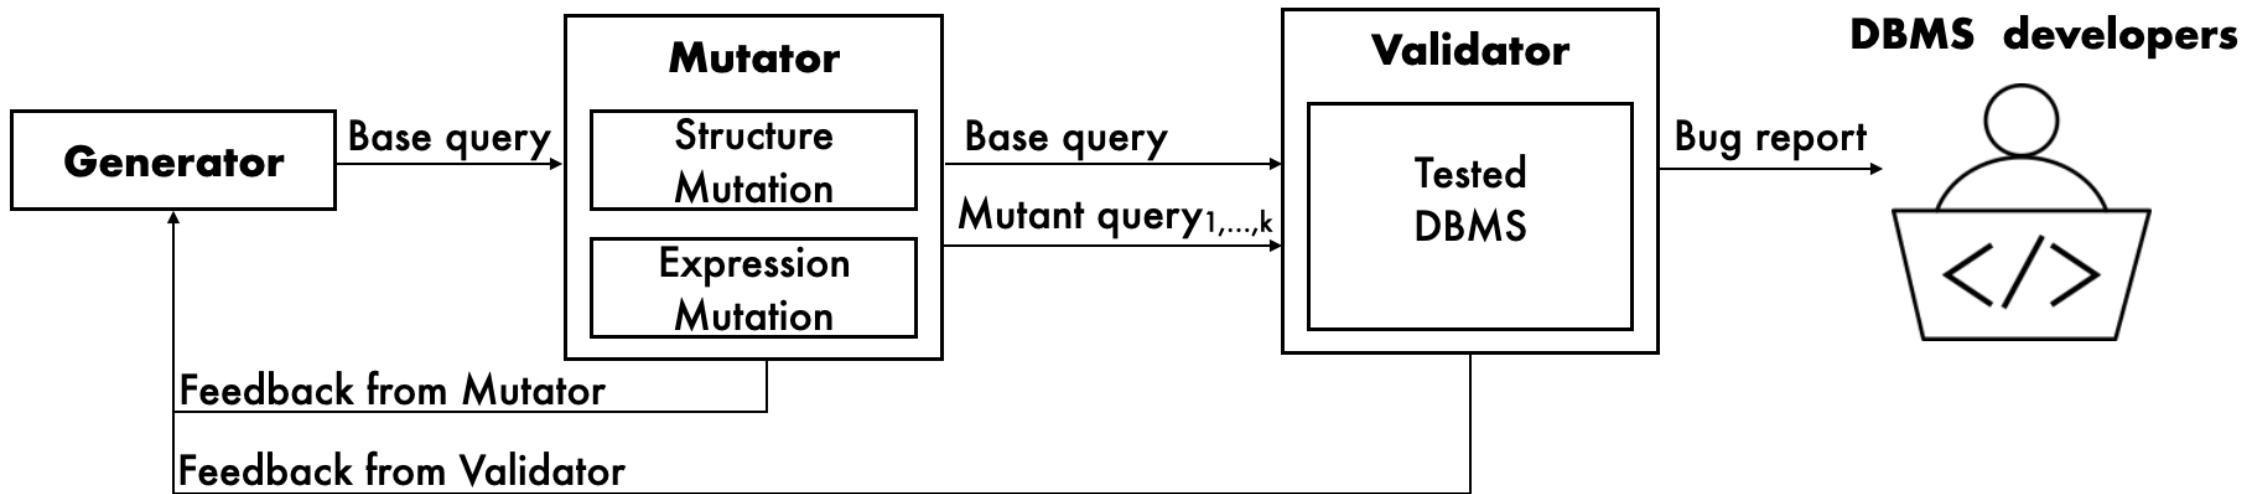 Generator
Base query
Mutator
Structure
Mutation
Expression
Mutation
Base query
Mutant query1,...,k
Validator
Tested
DBMS
Bug report
DBMS developers
</>
Feedback from Mutator
Feedback from Validator